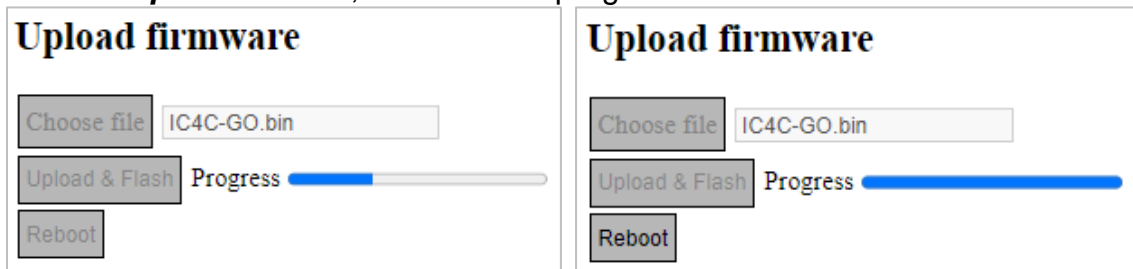 Upload firmware
Choose file IC4C-GO.bin
Upload & Flash Progress
Reboot
Upload firmware
Choose file IC4C-GO.bin
Upload & Flash Progress
Reboot